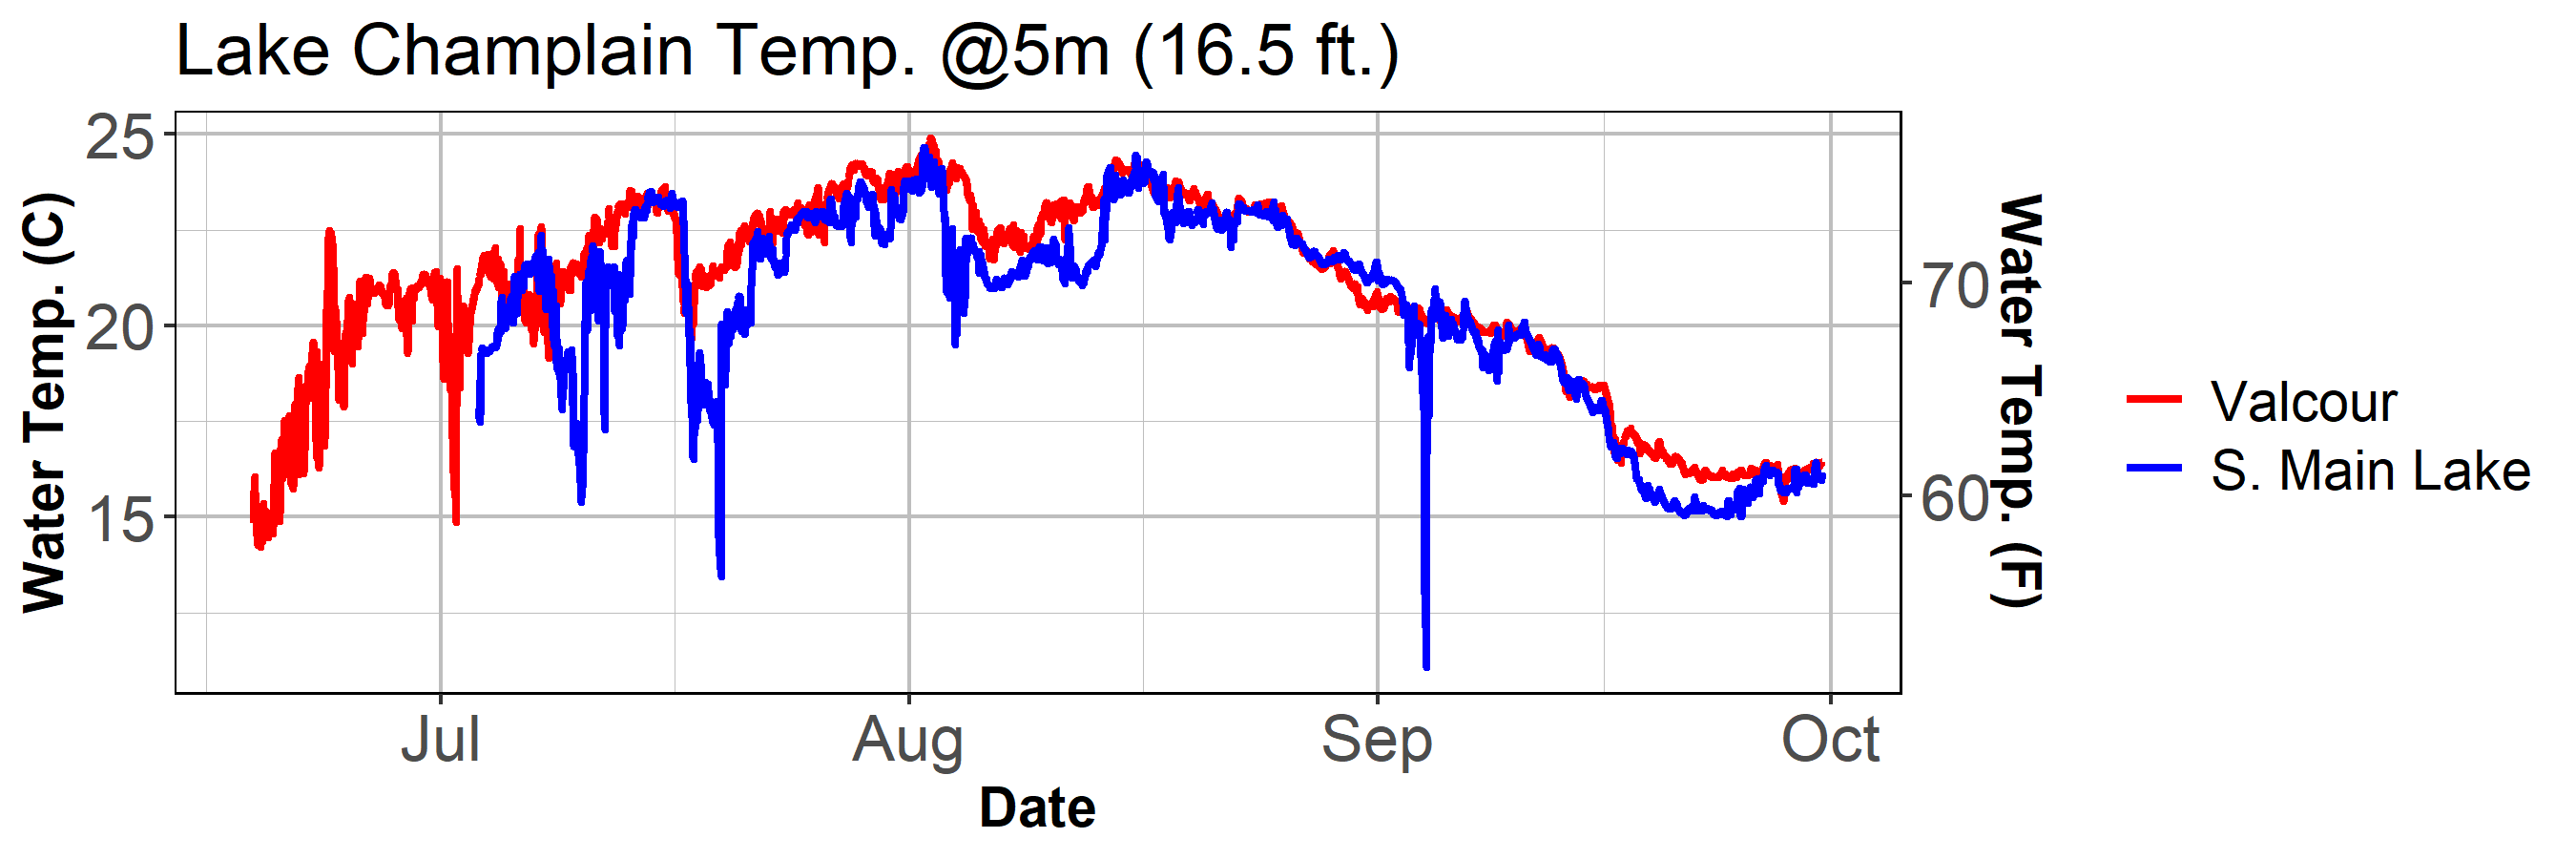 Lake Champlain Temp. @5m (16.5 ft.)
Water Temp. (C)
25
20
15
70
60
Water Temp. (F)
Jul
Aug
Sep
Oct
Date
Valcour
S. Main Lake